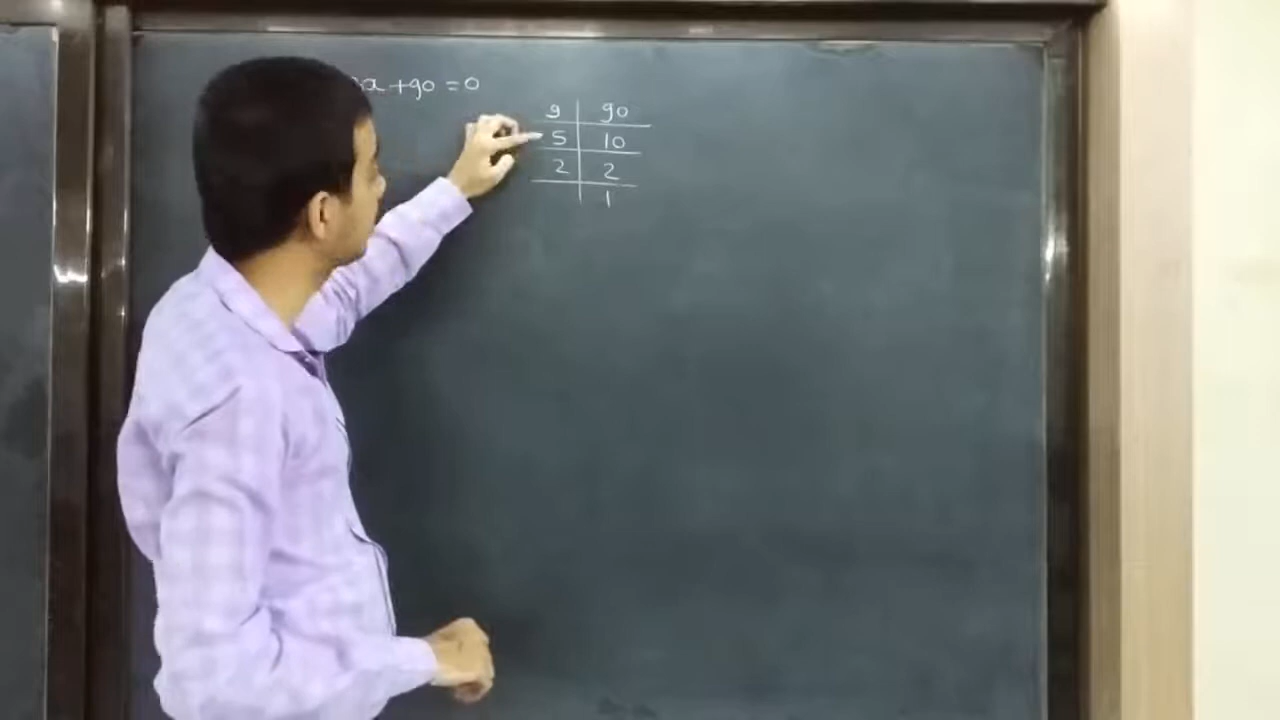 x + 90 = 0
9 | 90
5 | 10
2 | 2
| 1